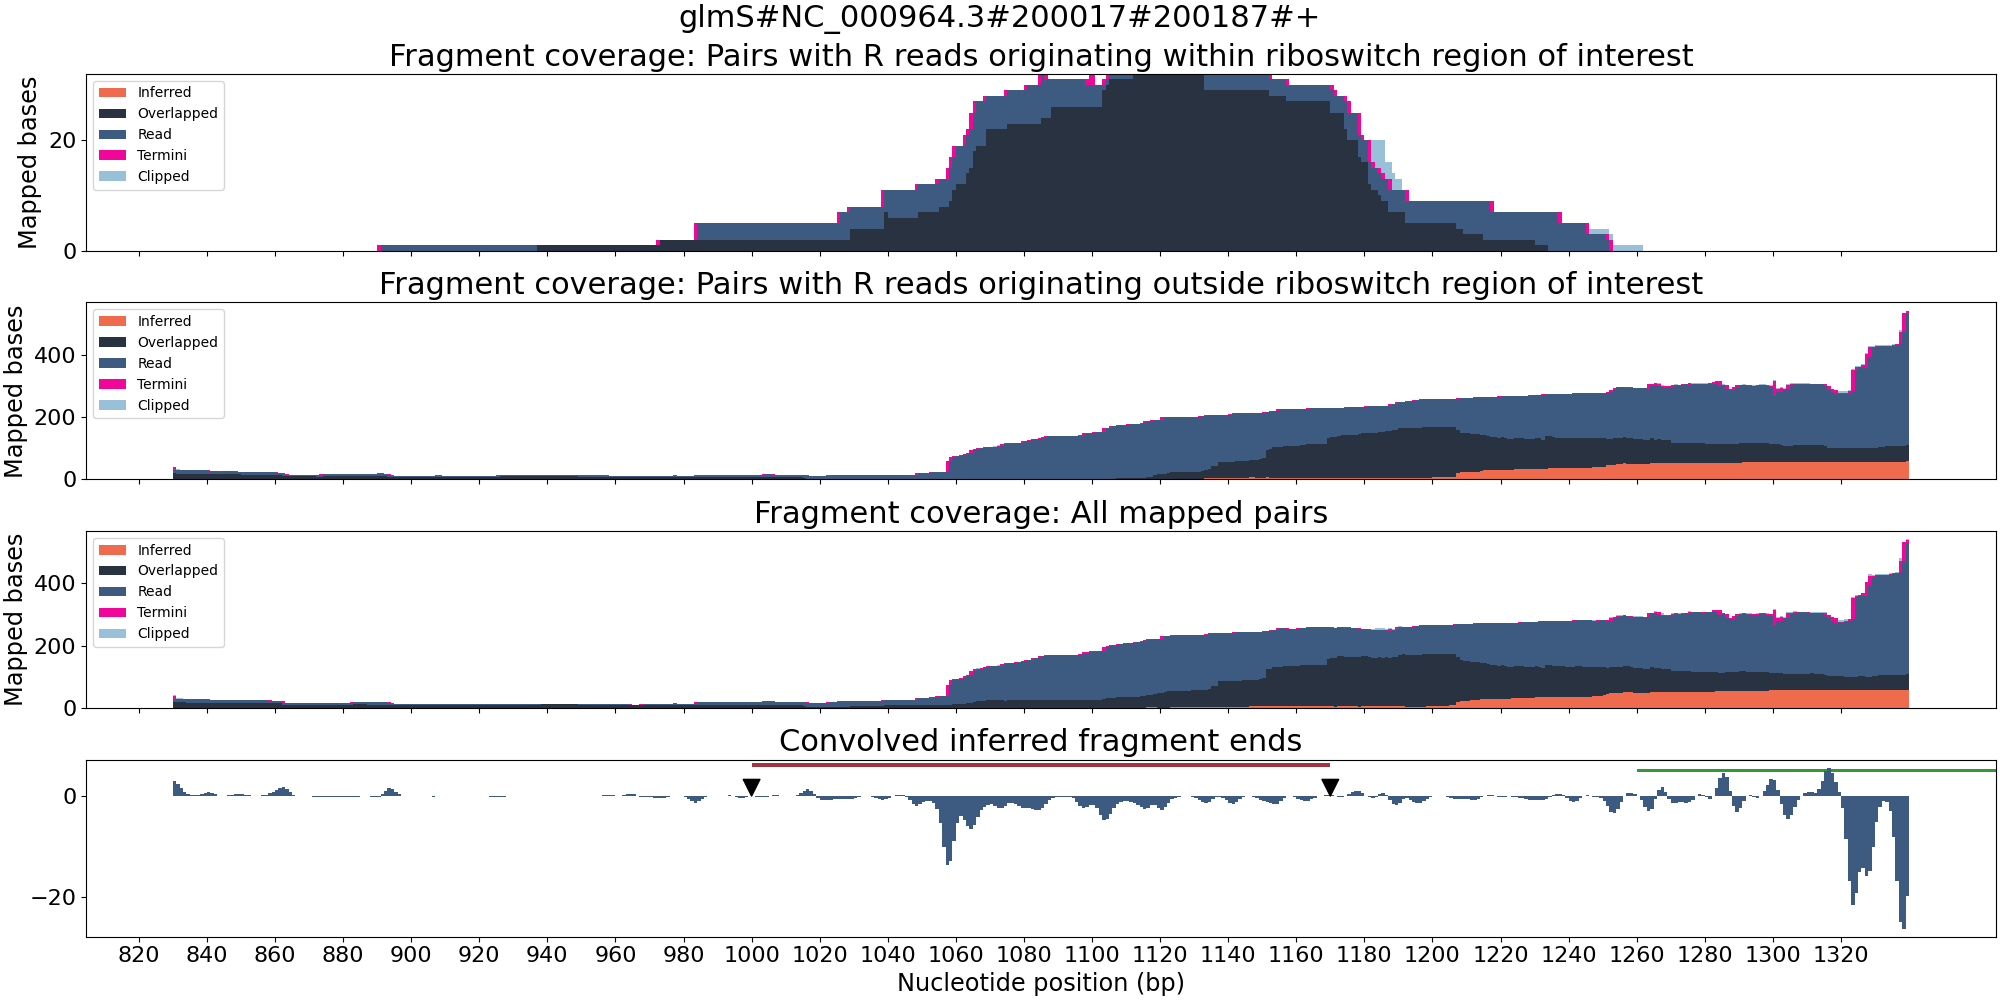 glmS#NC_000964.3#200017#200187#+
Fragment coverage: Pairs with R reads originating within riboswitch region of interest
Mapped bases
20
0
Inferred
Overlapped
Read
Termini
Clipped
Fragment coverage: Pairs with R reads originating outside riboswitch region of interest
Mapped bases
400
200
0
Inferred
Overlapped
Read
Termini
Clipped
Fragment coverage: All mapped pairs
Mapped bases
400
200
0
Inferred
Overlapped
Read
Termini
Clipped
Convolved inferred fragment ends
0
−20
820 840 860 880 900 920 940 960 980 1000 1020 1040 1060 1080 1100 1120 1140 1160 1180 1200 1220 1240 1260 1280 1300 1320
Nucleotide position (bp)